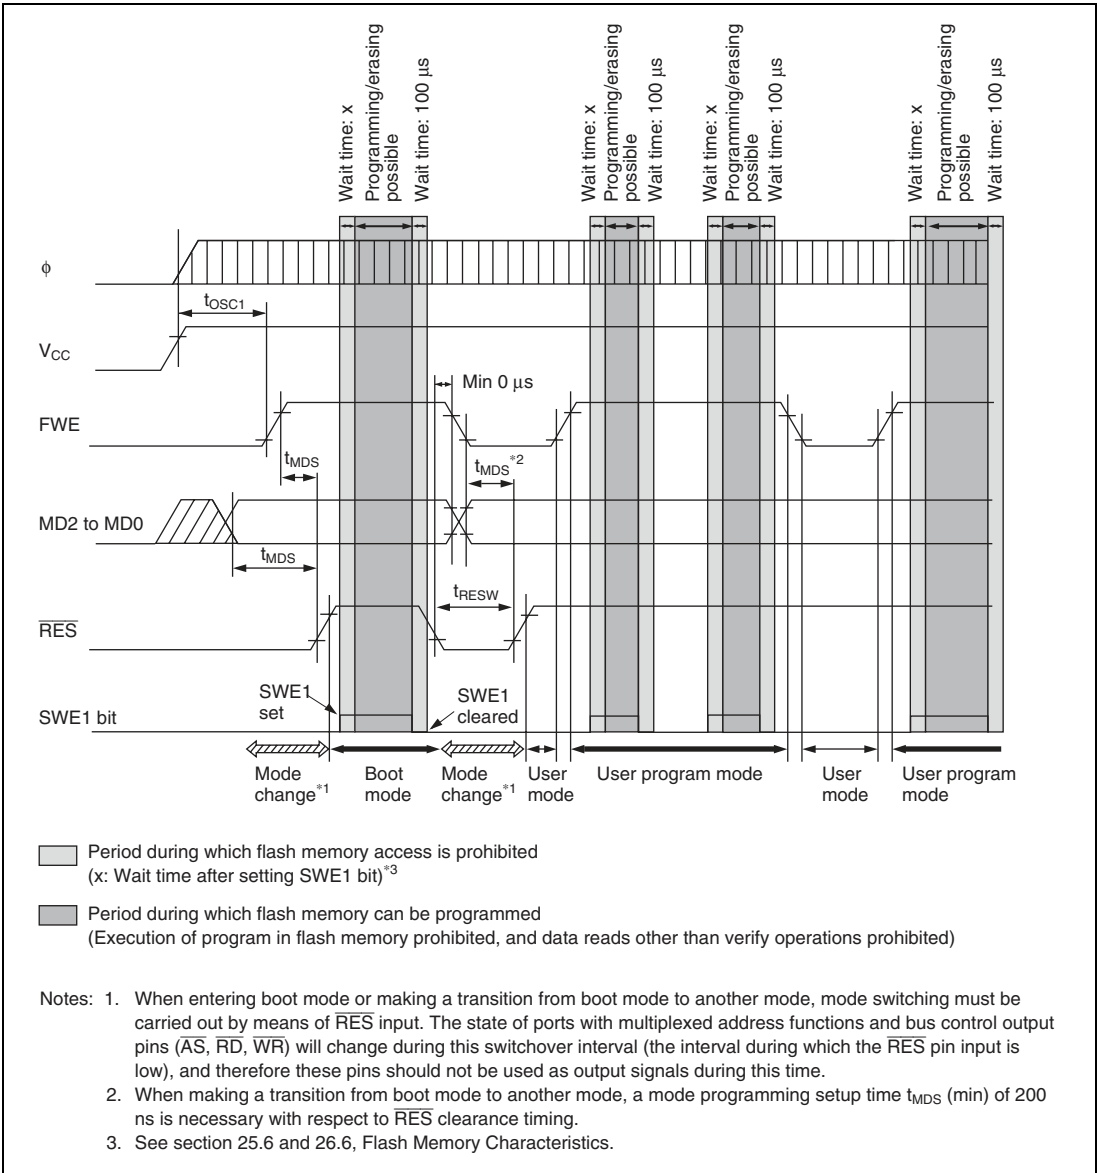 Wait time: x
Programming/erasing
possible
Wait time: 100 μs
Wait time: x
Programming/erasing
possible
Wait time: 100 μs
Wait time: x
Programming/erasing
possible
Wait time: 100 μs
Wait time: x
Programming/erasing
possible
Wait time: 100 μs
ϕ
tOSC1
VCC
Min 0 μs
FWE
tMDS
tMDS*2
MD2 to MD0
tMDS
tRESW
RES
SWE1
set
SWE1
cleared
SWE1 bit
Mode
change*1
Boot
mode
Mode
change*1
User
mode
User program mode
User
mode
User program
mode
Period during which flash memory access is prohibited
(x: Wait time after setting SWE1 bit)*3
Period during which flash memory can be programmed
(Execution of program in flash memory prohibited, and data reads other than verify operations prohibited)
Notes: 1. When entering boot mode or making a transition from boot mode to another mode, mode switching must be
carried out by means of RES input. The state of ports with multiplexed address functions and bus control output
pins (AS, RD, WR) will change during this switchover interval (the interval during which the RES pin input is
low), and therefore these pins should not be used as output signals during this time.
2. When making a transition from boot mode to another mode, a mode programming setup time tMDS (min) of 200
ns is necessary with respect to RES clearance timing.
3. See section 25.6 and 26.6, Flash Memory Characteristics.